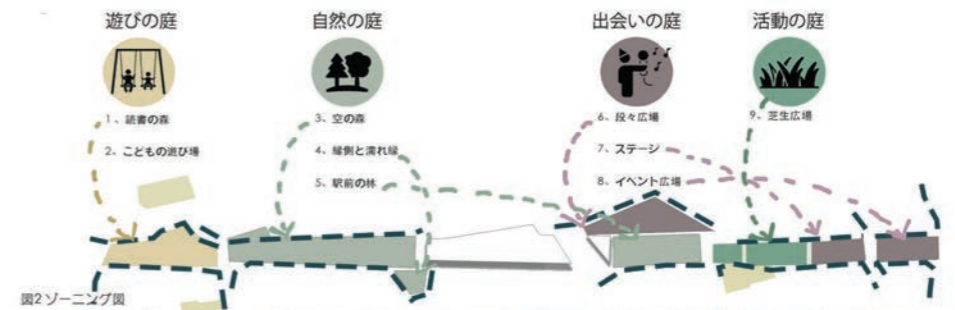 遊びの庭
自然の庭
出会いの庭
活動の庭
1、読書の森
2、こどもの遊び場
3、空の森
4、縁側と濡れ縁
5、駅前の林
6、段々広場
7、ステージ
8、イベント広場
9、芝生広場
図2 ゾーニング図